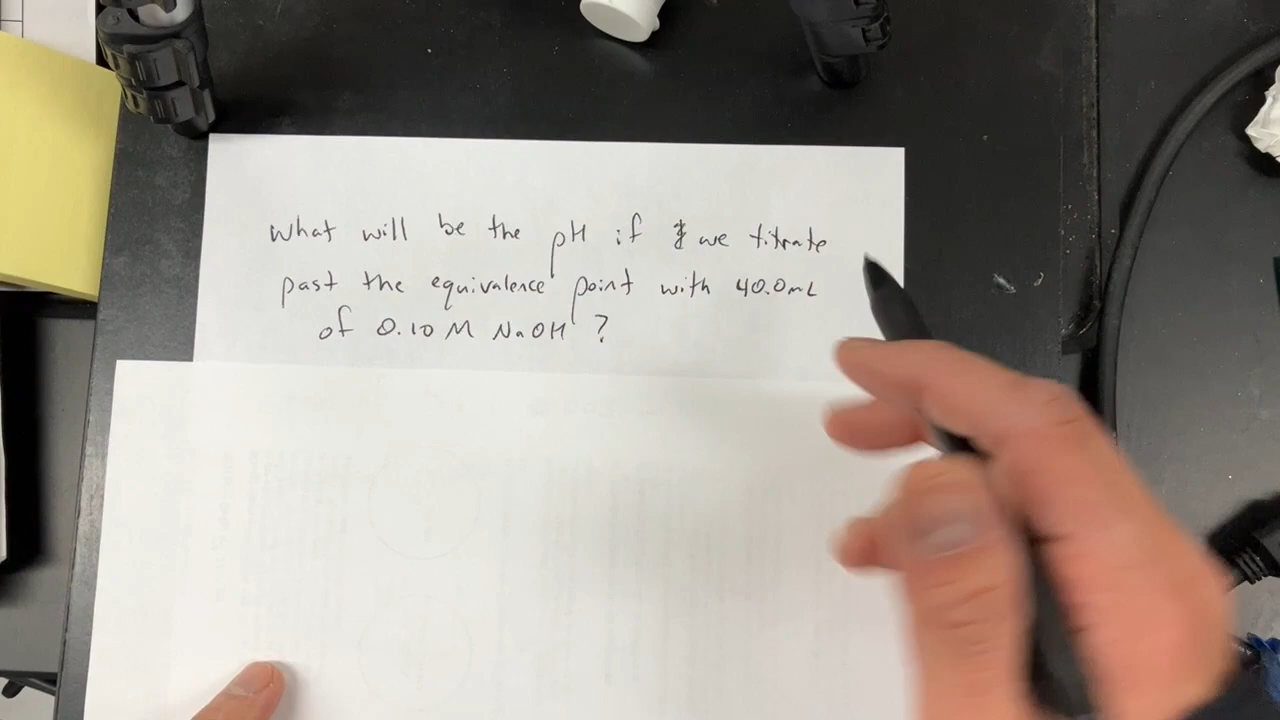 What will be the pH if we titrate
past the equivalence point with 40.0mL
of 0.10 M NaOH ?